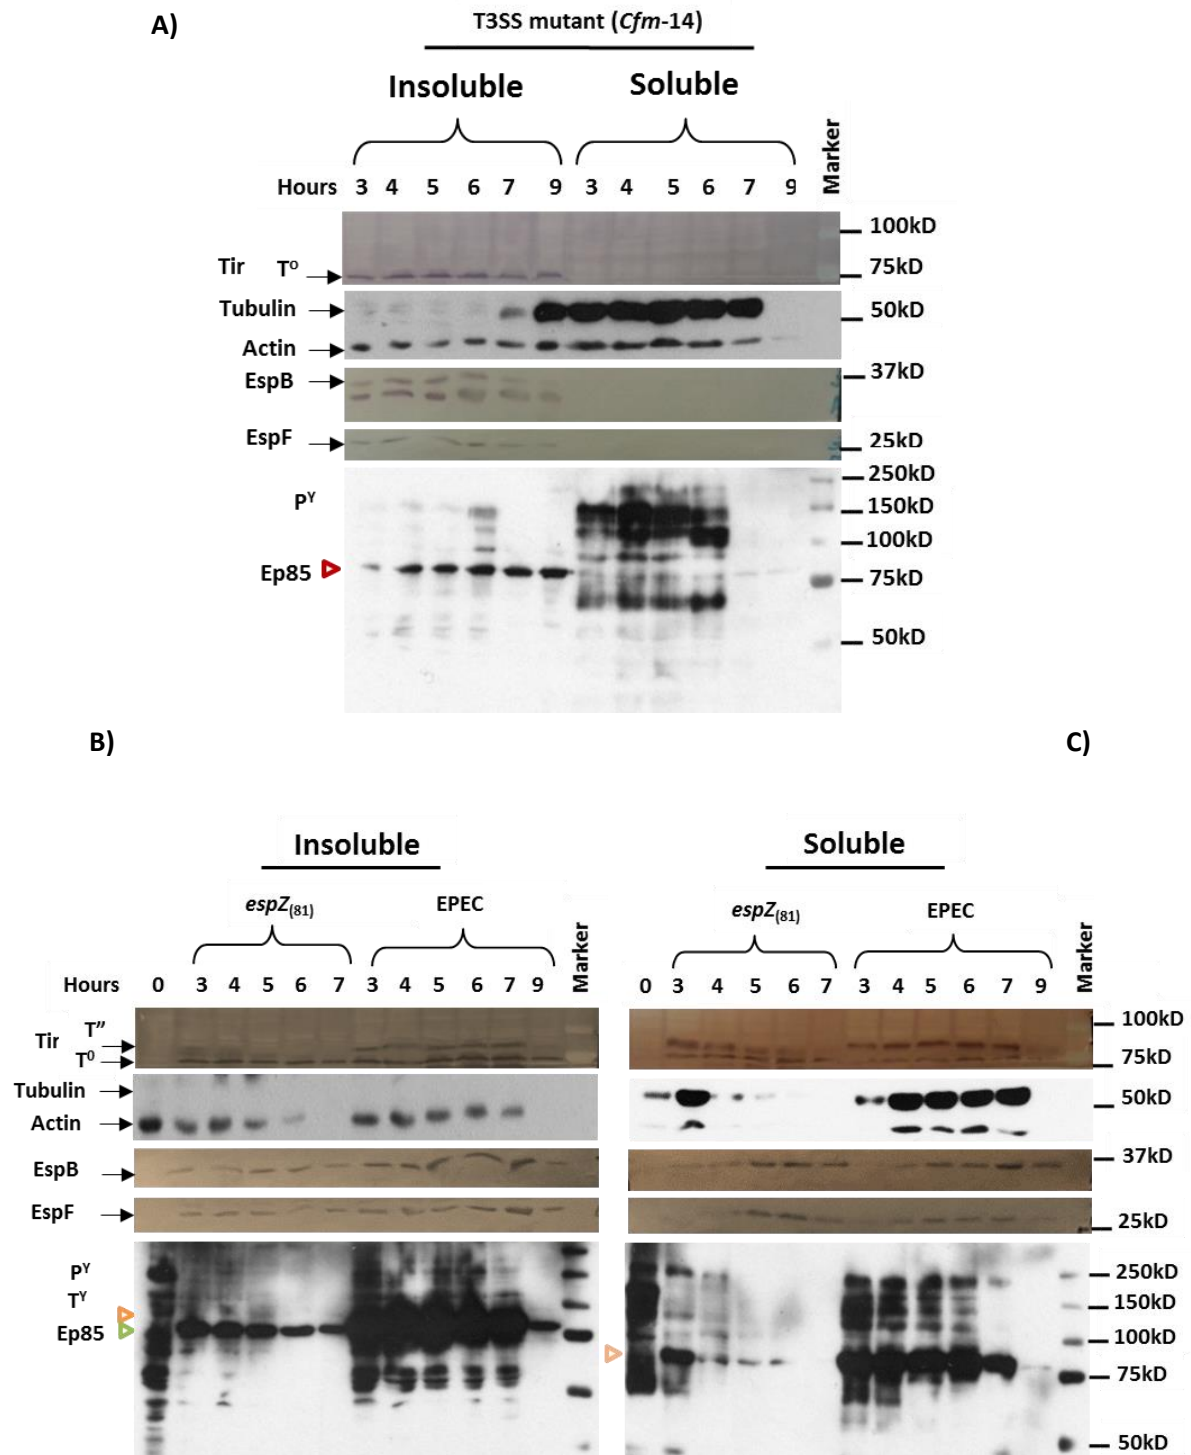 A)
T3SS mutant (Cfm-14)
Insoluble Soluble
Hours 3 4 5 6 7 9 3 4 5 6 7 9 Marker
100kD
Tir T⁰ 75kD
Tubulin 50kD
Actin
EspB 37kD
EspF 25kD
250kD
Pʸ 150kD
100kD
Ep85 75kD
50kD
B) C)
Insoluble Soluble
espZ(81) EPEC espZ(81) EPEC
Hours 0 3 4 5 6 7 3 4 5 6 7 9 Marker 0 3 4 5 6 7 3 4 5 6 7 9 Marker
T” 100kD
Tir
T⁰ 75kD
Tubulin 50kD
Actin
EspB 37kD
EspF 25kD
Pʸ 250kD
Tʸ 150kD
Ep85 100kD
75kD
50kD